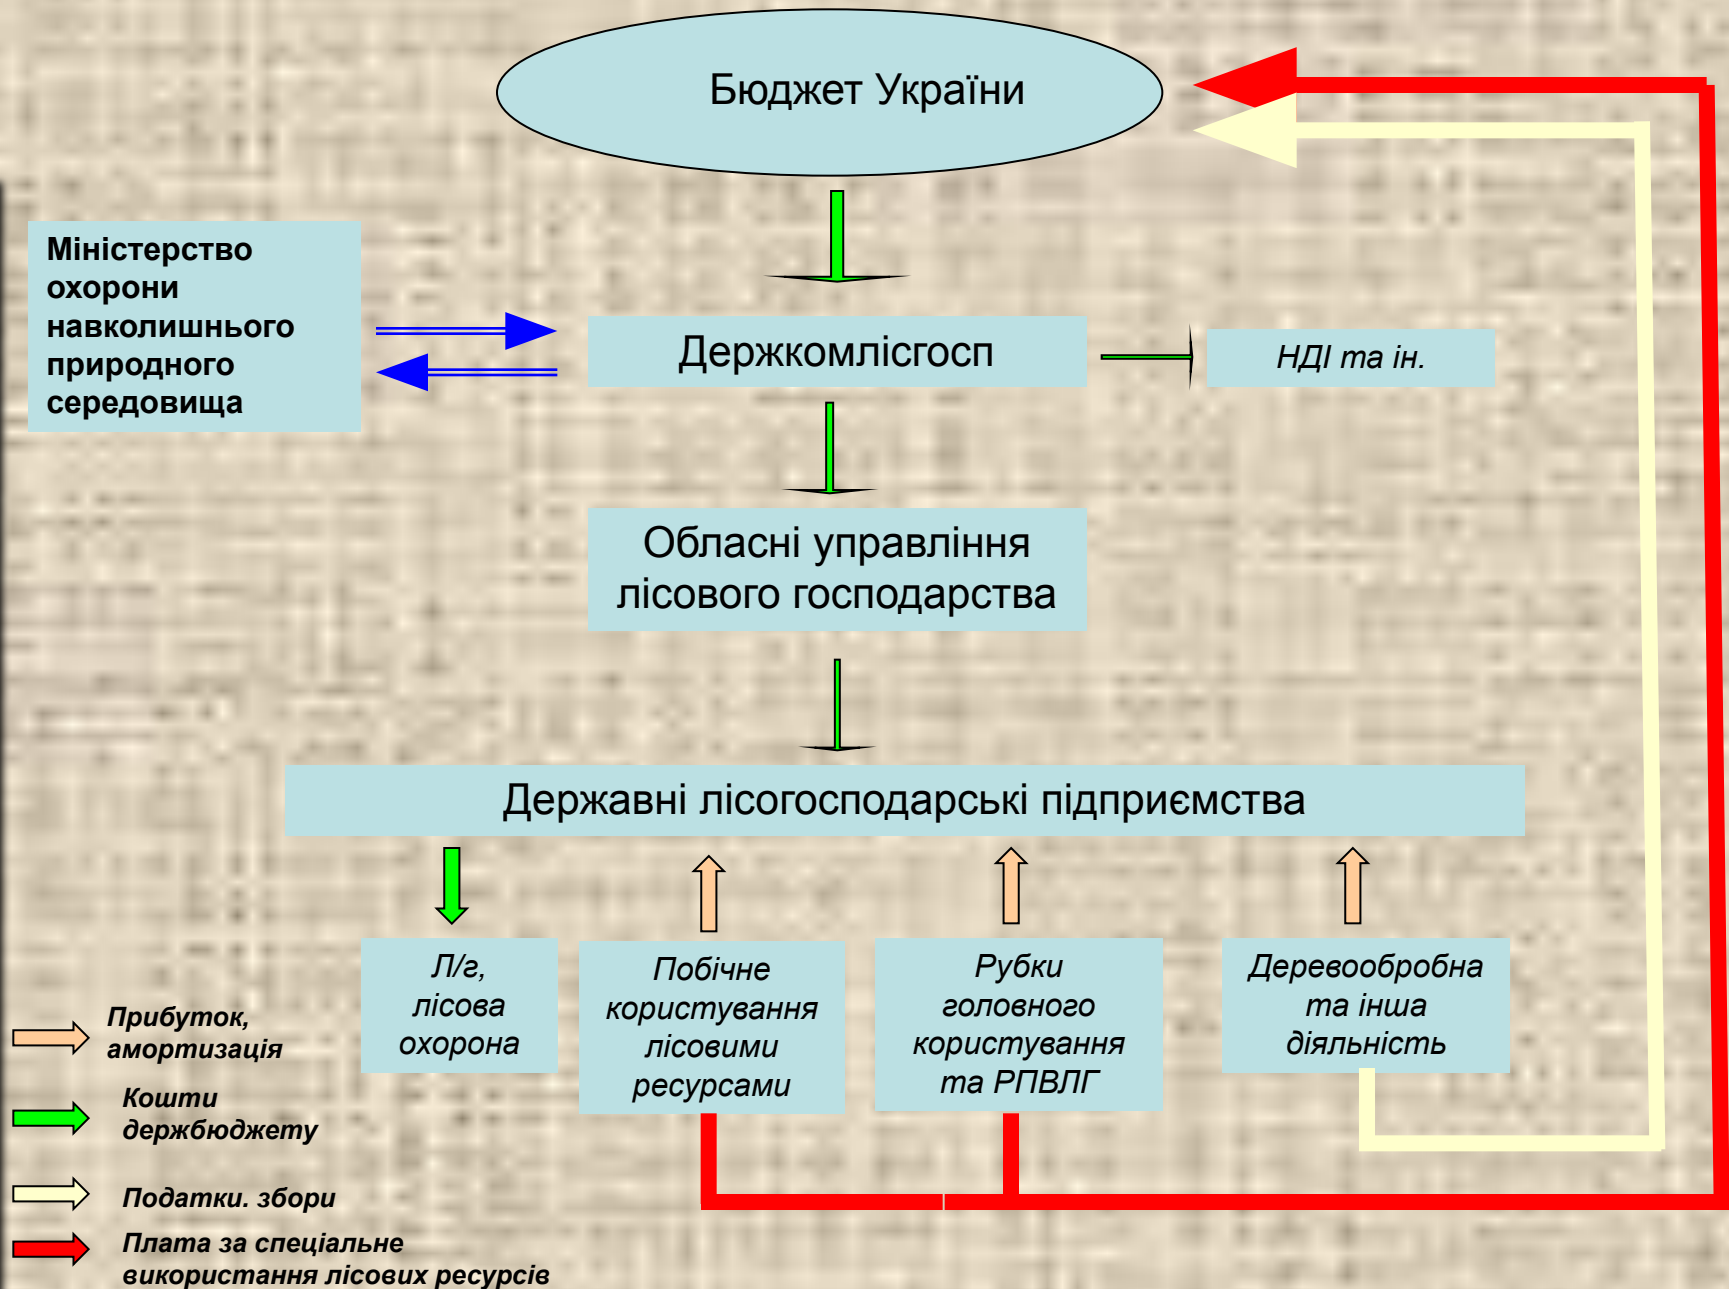 Бюджет України
Міністерство
охорони
навколишнього
природного
середовища
Держкомлісгосп
НДІ та ін.
Обласні управління
лісового господарства
Державні лісогосподарські підприємства
Л/г,
лісова
охорона
Побічне
користування
лісовими
ресурсами
Рубки
головного
користування
та РПВЛГ
Деревообробна
та інша
діяльність
Прибуток,
амортизація
Кошти
держбюджету
Податки. збори
Плата за спеціальне
використання лісових ресурсів